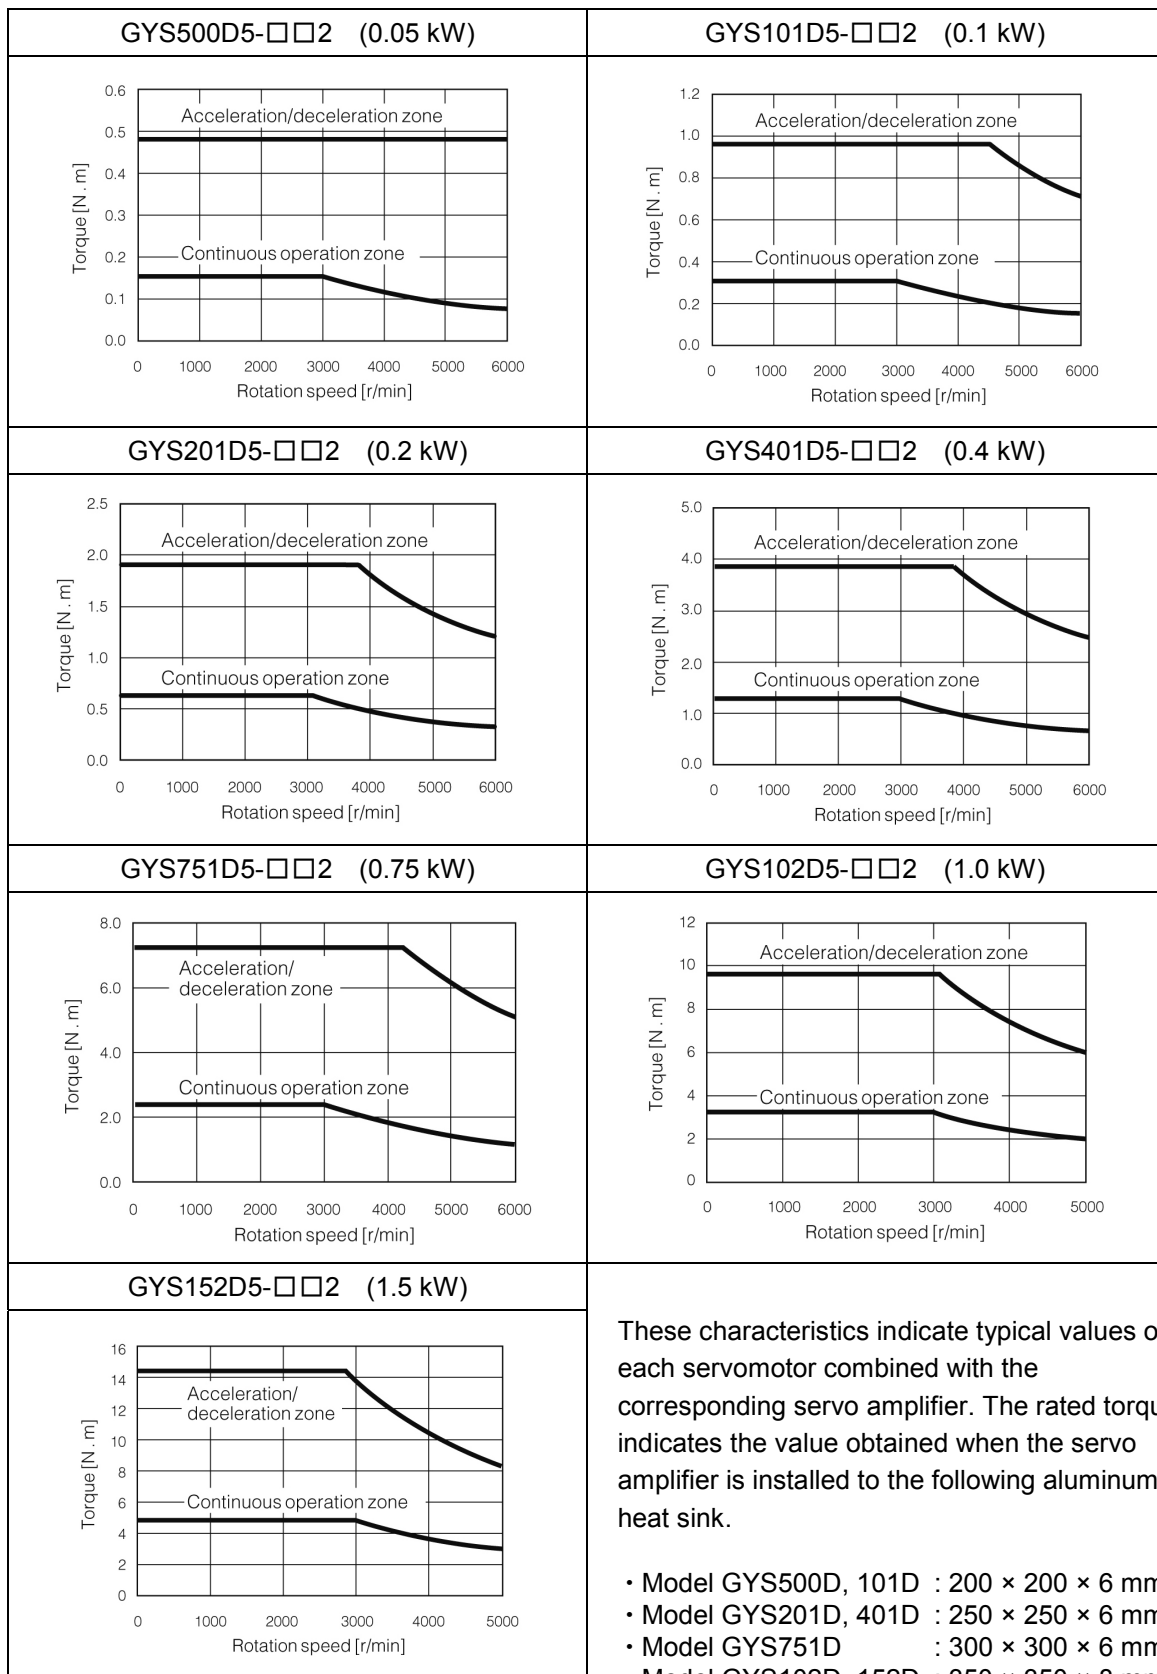 GYS500D5-□□2 (0.05 kW)
GYS101D5-□□2 (0.1 kW)
0.6
0.5
0.4
0.3
0.2
0.1
0.0
Torque [N . m]
Acceleration/deceleration zone
Continuous operation zone
0 1000 2000 3000 4000 5000 6000
Rotation speed [r/min]
1.2
1.0
0.8
0.6
0.4
0.2
0.0
Torque [N . m]
Acceleration/deceleration zone
Continuous operation zone
0 1000 2000 3000 4000 5000 6000
Rotation speed [r/min]
GYS201D5-□□2 (0.2 kW)
GYS401D5-□□2 (0.4 kW)
2.5
2.0
1.5
1.0
0.5
0.0
Torque [N . m]
Acceleration/deceleration zone
Continuous operation zone
0 1000 2000 3000 4000 5000 6000
Rotation speed [r/min]
5.0
4.0
3.0
2.0
1.0
0.0
Torque [N . m]
Acceleration/deceleration zone
Continuous operation zone
0 1000 2000 3000 4000 5000 6000
Rotation speed [r/min]
GYS751D5-□□2 (0.75 kW)
GYS102D5-□□2 (1.0 kW)
8.0
6.0
4.0
2.0
0.0
Torque [N . m]
Acceleration/
deceleration zone
Continuous operation zone
0 1000 2000 3000 4000 5000 6000
Rotation speed [r/min]
12
10
8
6
4
2
0
Torque [N . m]
Acceleration/deceleration zone
Continuous operation zone
0 1000 2000 3000 4000 5000
Rotation speed [r/min]
GYS152D5-□□2 (1.5 kW)
16
14
12
10
8
6
4
2
0
Torque [N . m]
Acceleration/
deceleration zone
Continuous operation zone
0 1000 2000 3000 4000 5000
Rotation speed [r/min]
These characteristics indicate typical values
each servomotor combined with the
corresponding servo amplifier. The rated
indicates the value obtained when the servo
amplifier is installed to the following aluminum
heat sink.
・Model GYS500D, 101D : 200 × 200 × 6
・Model GYS201D, 401D : 250 × 250 × 6
・Model GYS751D : 300 × 300 × 6